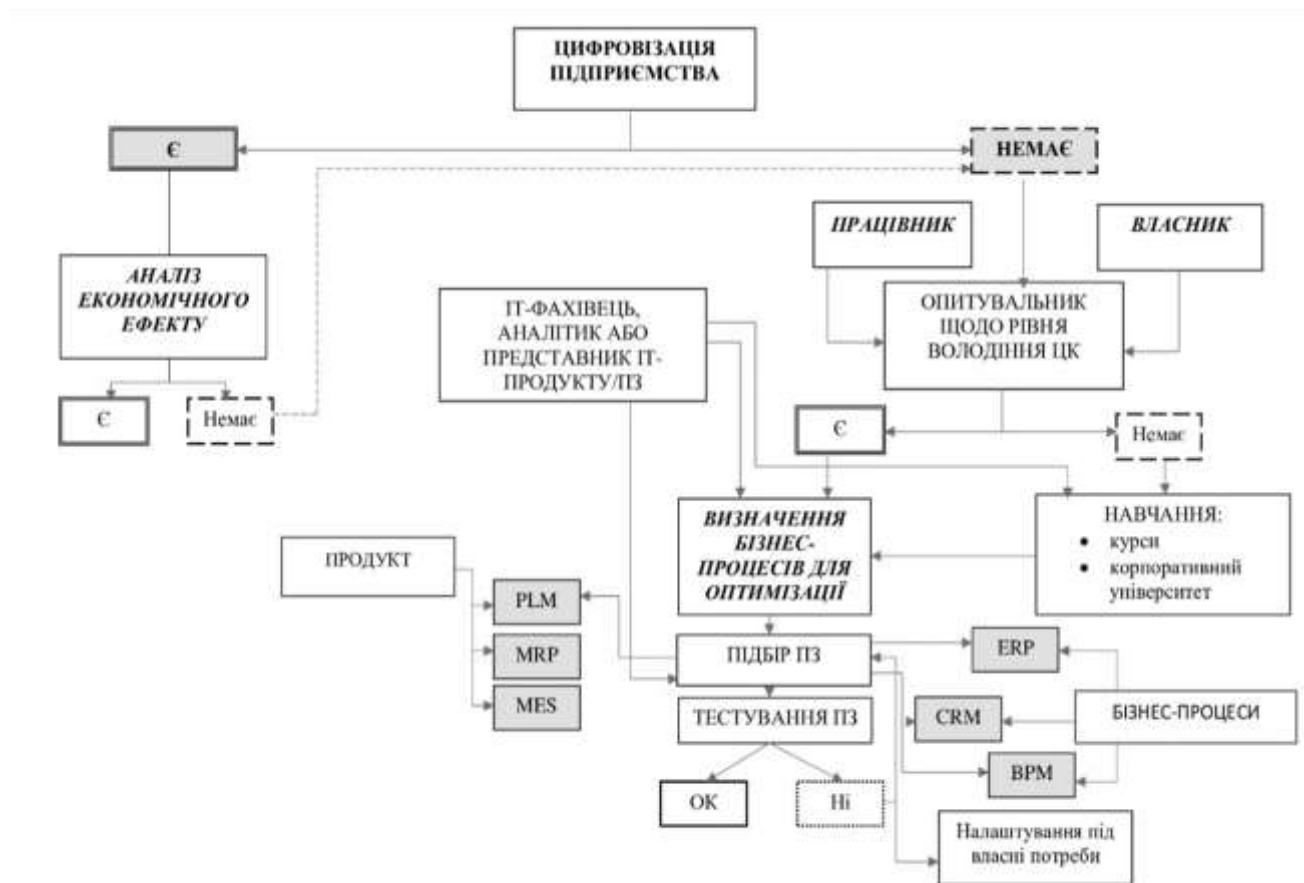 ЦИФРОВІЗАЦІЯ
ПІДПРИЄМСТВА
Є
НЕМАЄ
ПРАЦІВНИК
ВЛАСНИК
АНАЛІЗ
ЕКОНОМІЧНОГО
ЕФЕКТУ
ІТ-ФАХІВЕЦЬ,
АНАЛІТИК АБО
ПРЕДСТАВНИК ІТ-
ПРОДУКТУ/ПЗ
ОПИТУВАЛЬНИК
ЩОДО РІВНЯ
ВОЛОДІННЯ ЦК
Є
Немає
Є
Немає
ВИЗНАЧЕННЯ
БІЗНЕС-
ПРОЦЕСІВ ДЛЯ
ОПТИМІЗАЦІЇ
НАВЧАННЯ:
• курси
• корпоративний
університет
ПРОДУКТ
PLM
MRP
MES
ПІДБІР ПЗ
ERP
ТЕСТУВАННЯ ПЗ
CRM
БІЗНЕС-ПРОЦЕСИ
BPM
ОК
Ні
Налаштування під
власні потреби